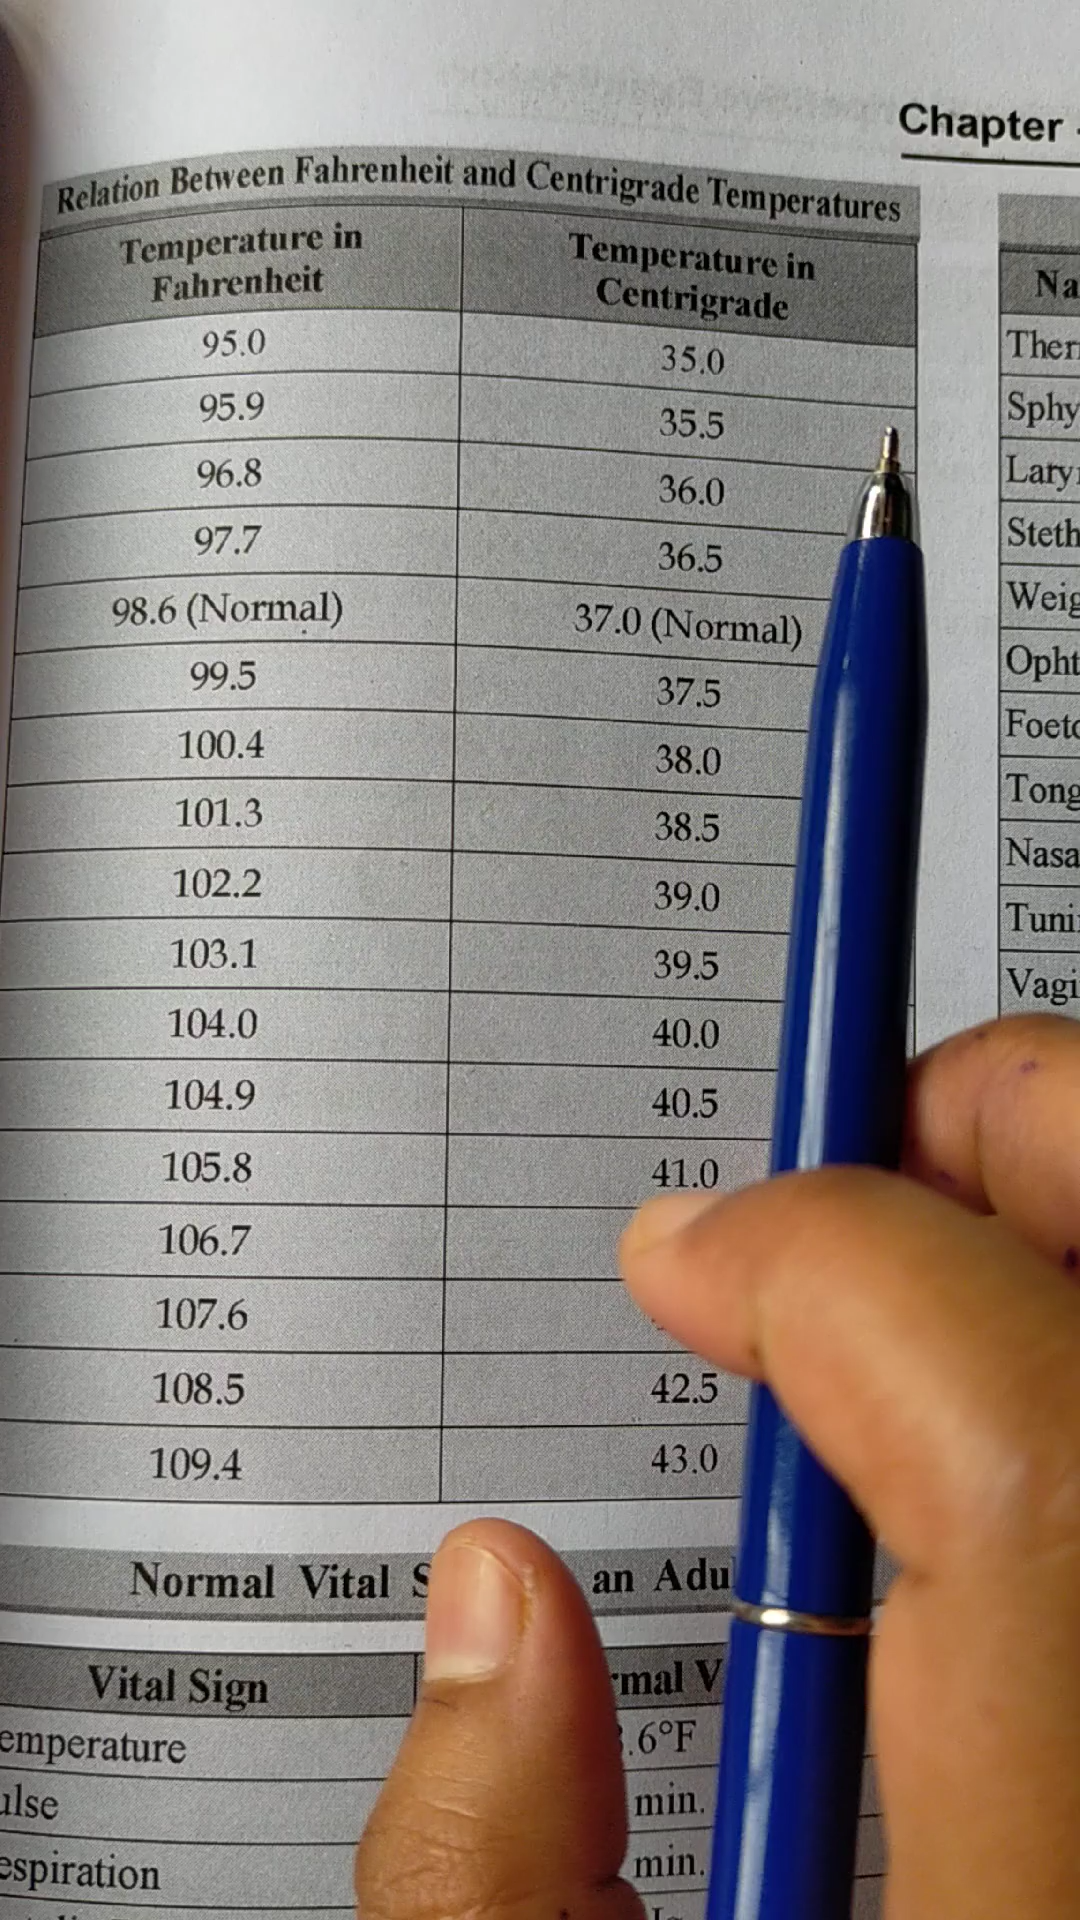 Chapter
Relation Between Fahrenheit and Centrigrade Temperatures
Temperature in Fahrenheit
Temperature in Centrigrade
95.0 35.0
95.9 35.5
96.8 36.0
97.7 36.5
98.6 (Normal) 37.0 (Normal)
99.5 37.5
100.4 38.0
101.3 38.5
102.2 39.0
103.1 39.5
104.0 40.0
104.9 40.5
105.8 41.0
106.7
107.6
108.5 42.5
109.4 43.0
Normal Vital an
Vital Sign
emperature .6°F
ulse min.
espiration min.
Na
Ther
Sphy
Lary
Steth
Weig
Opht
Foeto
Tong
Nasa
Tuni
Vagi